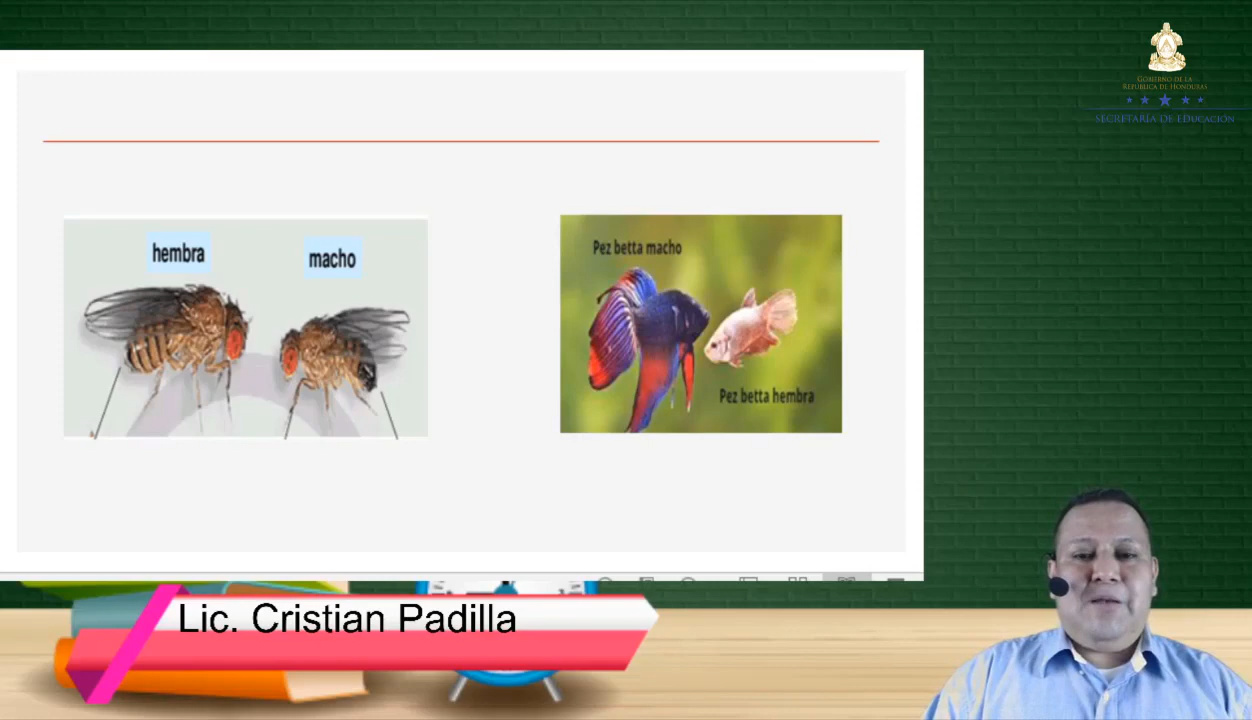 GOBIERNO DE LA
REPÚBLICA DE HONDURAS
SECRETARÍA DE EDUCACIÓN
hembra
macho
Pez betta macho
Pez betta hembra
Lic. Cristian Padilla